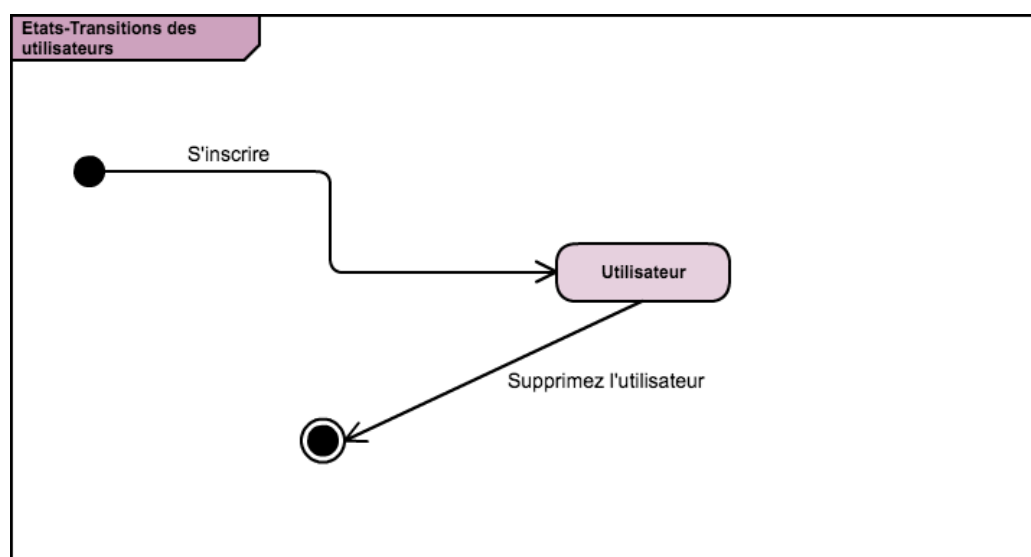 Etats-Transitions des
utilisateurs
S'inscrire
Utilisateur
Supprimez l'utilisateur